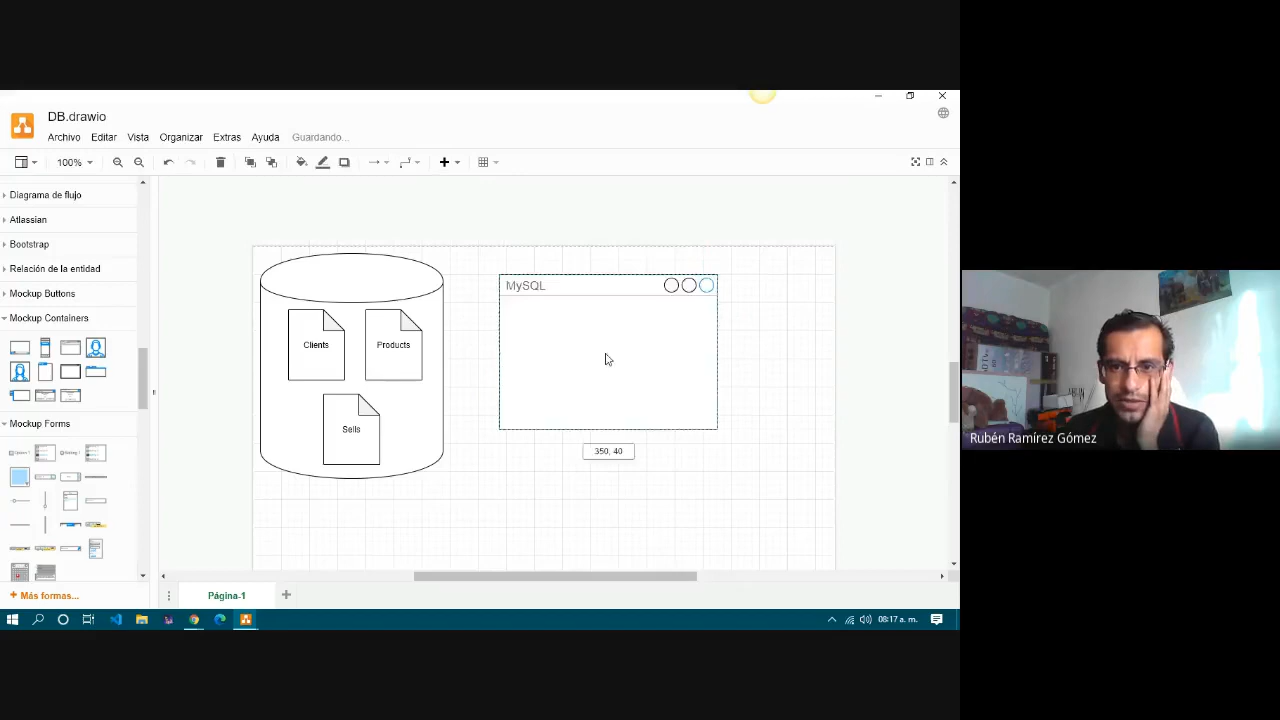 DB.drawio
Archivo Editar Vista Organizar Extras Ayuda Guardando...
100%
Diagrama de flujo
Atlassian
Bootstrap
Relación de la entidad
Mockup Buttons
Mockup Containers
Mockup Forms
+ Más formas...
Clients
Products
Sells
MySQL
350, 40
Página-1
08:17 a. m.
Rubén Ramírez Gómez